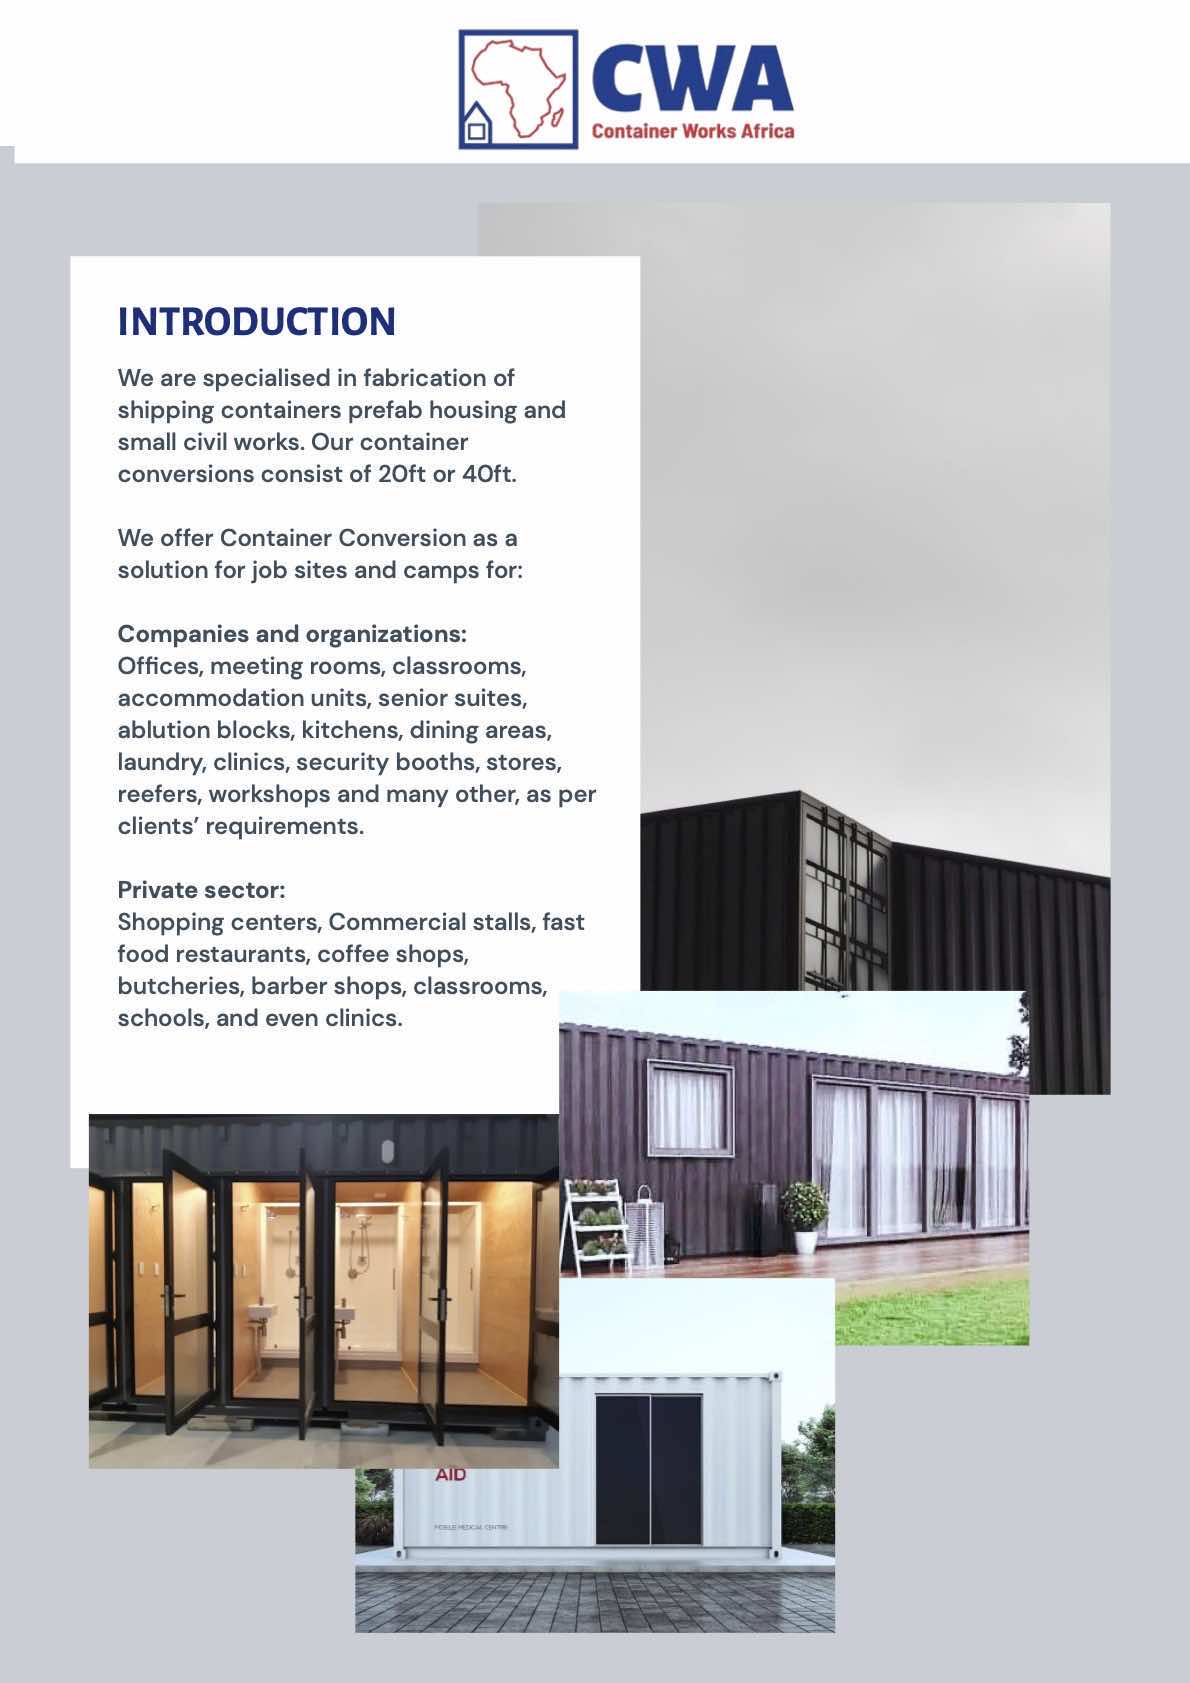 CWA
Container Works Africa
INTRODUCTION
We are specialised in fabrication of
shipping containers prefab housing and
small civil works. Our container
conversions consist of 20ft or 40ft.
We offer Container Conversion as a
solution for job sites and camps for:
Companies and organizations:
Offices, meeting rooms, classrooms,
accommodation units, senior suites,
ablution blocks, kitchens, dining areas,
laundry, clinics, security booths, stores,
reefers, workshops and many other, as per
clients’ requirements.
Private sector:
Shopping centers, Commercial stalls, fast
food restaurants, coffee shops,
butcheries, barber shops, classrooms,
schools, and even clinics.
AID
MOBILE MEDICAL CENTRE